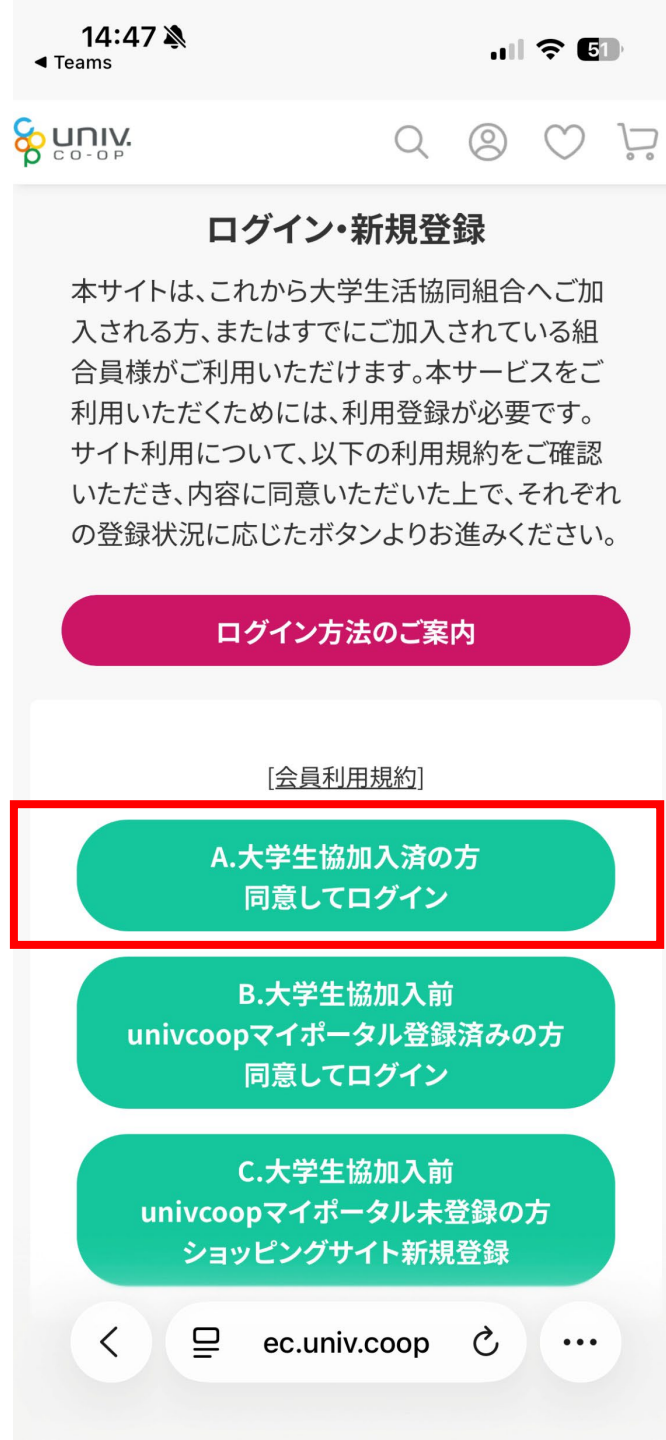 14:47
◀ Teams
51
univ.
CO-OP
ログイン・新規登録
本サイトは、これから大学生活協同組合へご加
入される方、またはすでにご加入されている組
合員様がご利用いただけます。本サービスをご
利用いただくためには、利用登録が必要です。
サイト利用について、以下の利用規約をご確認
いただき、内容に同意いただいた上で、それぞれ
の登録状況に応じたボタンよりお進みください。
ログイン方法のご案内
[会員利用規約]
A.大学生協加入済の方
同意してログイン
B.大学生協加入前
univcoopマイポータル登録済みの方
同意してログイン
C.大学生協加入前
univcoopマイポータル未登録の方
ショッピングサイト新規登録
ec.univ.coop